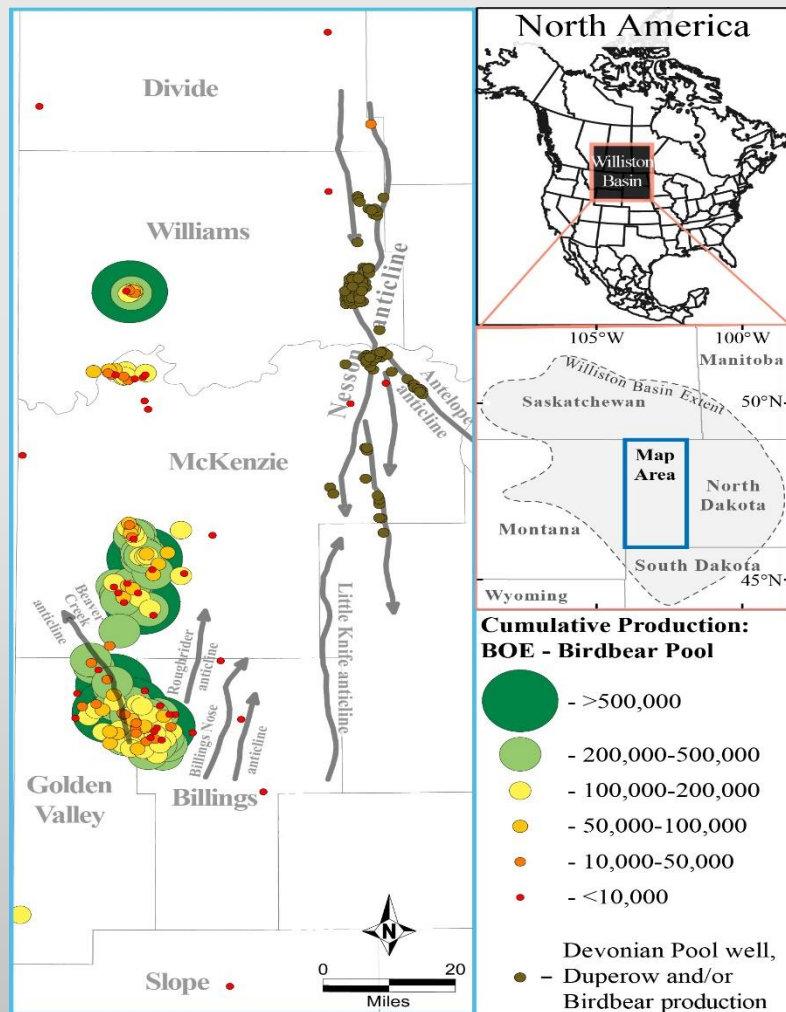 Divide
Williams
McKenzie
Nesson
anticline
Antelope
anticline
Beaver
Creek
anticline
Roughrider
anticline
Billings Nose
anticline
Little Knife anticline
Golden
Valley
Billings
Slope
N
0 20
Miles
North America
Williston
Basin
105°W 100°W
Manitoba
Williston Basin Extent
50°N
Saskatchewan
Map
Area
North
Dakota
Montana
South Dakota
45°N
Wyoming
Cumulative Production:
BOE - Birdbear Pool
- >500,000
- 200,000-500,000
- 100,000-200,000
- 50,000-100,000
- 10,000-50,000
- <10,000
Devonian Pool well,
– Duperow and/or
Birdbear production